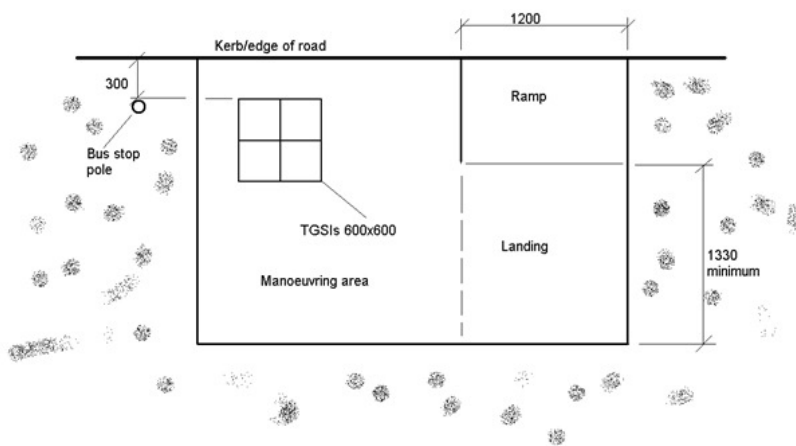 1200
Kerb/edge of road
300
Ramp
Bus stop
pole
TGSIs 600x600
Landing
1330
minimum
Manoeuvring area